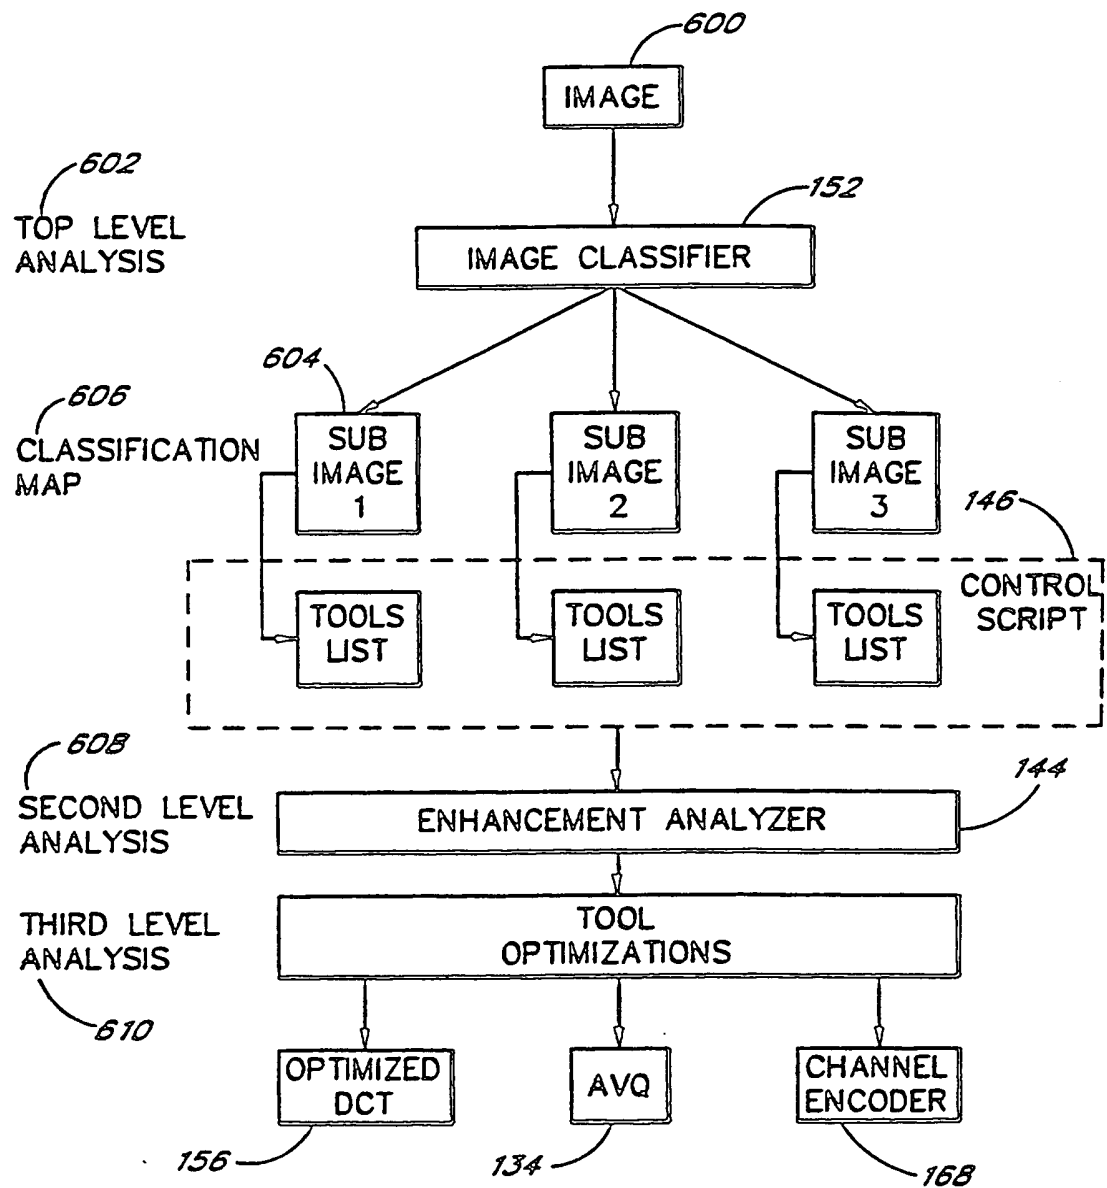 600
IMAGE
602
TOP LEVEL
ANALYSIS
152
IMAGE CLASSIFIER
604
606
CLASSIFICATION
MAP
SUB
IMAGE
1
SUB
IMAGE
2
SUB
IMAGE
3
146
CONTROL
SCRIPT
TOOLS
LIST
TOOLS
LIST
TOOLS
LIST
608
SECOND LEVEL
ANALYSIS
144
ENHANCEMENT ANALYZER
THIRD LEVEL
ANALYSIS
610
TOOL
OPTIMIZATIONS
OPTIMIZED
DCT
AVQ
CHANNEL
ENCODER
156
134
168